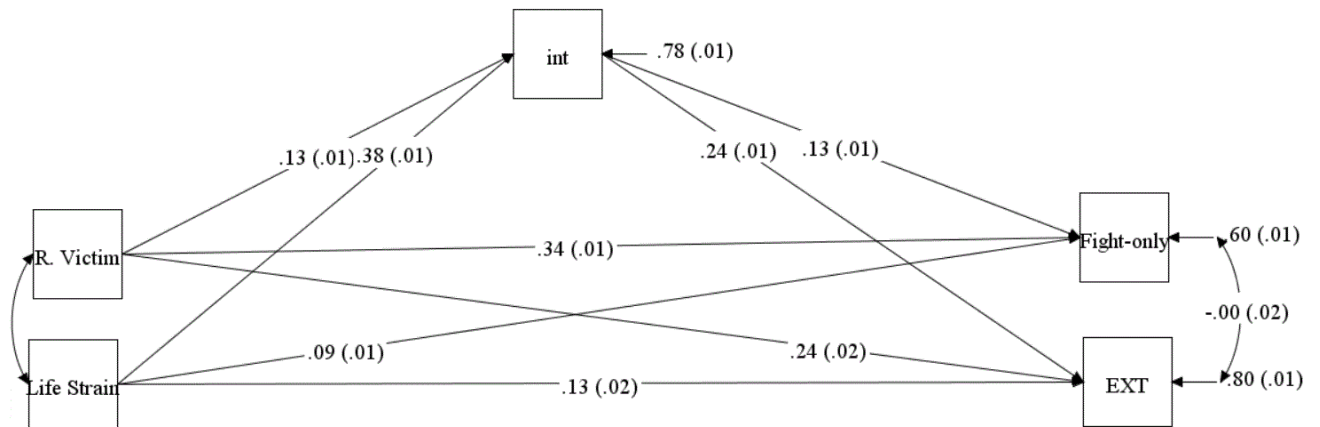 int
.78 (.01)
.13 (.01)
.38 (.01)
.24 (.01)
.13 (.01)
R. Victim
.34 (.01)
Fight-only
.60 (.01)
-.00 (.02)
.09 (.01)
.24 (.02)
Life Strain
.13 (.02)
EXT
.80 (.01)